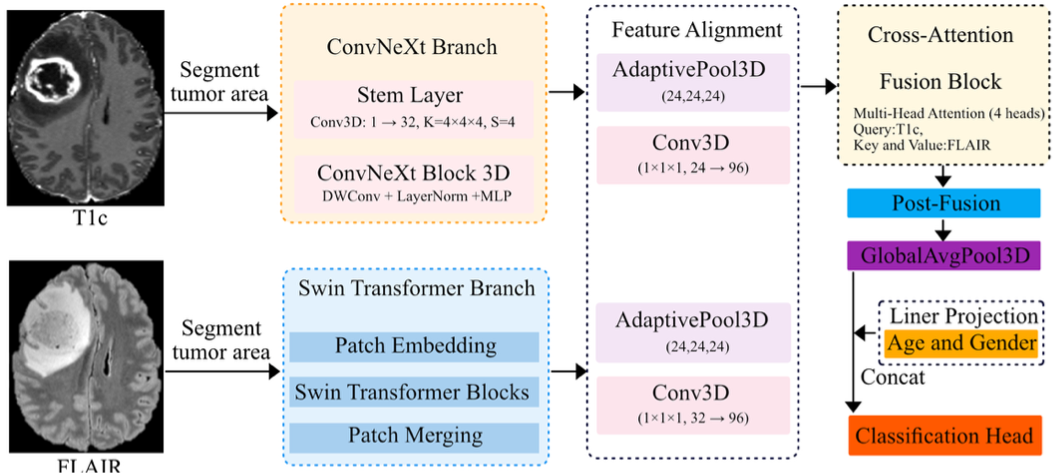 T1c
Segment
tumor area
ConvNeXt Branch
Stem Layer
Conv3D: 1 → 32, K=4×4×4, S=4
ConvNeXt Block 3D
DWConv + LayerNorm +MLP
FLAIR
Segment
tumor area
Swin Transformer Branch
Patch Embedding
Swin Transformer Blocks
Patch Merging
Feature Alignment
AdaptivePool3D
(24,24,24)
Conv3D
(1×1×1, 24 → 96)
AdaptivePool3D
(24,24,24)
Conv3D
(1×1×1, 32 → 96)
Cross-Attention
Fusion Block
Multi-Head Attention (4 heads)
Query:T1c,
Key and Value:FLAIR
Post-Fusion
GlobalAvgPool3D
Liner Projection
Age and Gender
Concat
Classification Head